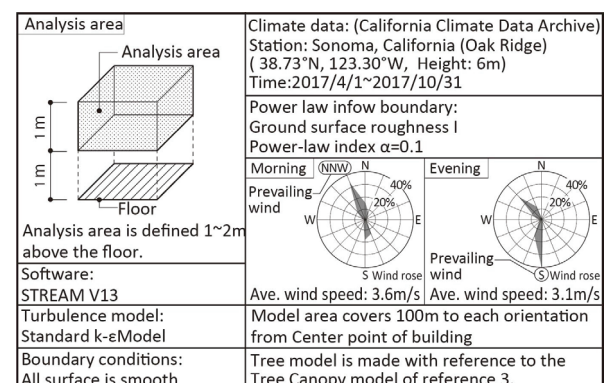 Analysis area
Analysis area
1 m
1 m
Floor
Analysis area is defined 1~2m
above the floor.
Software:
STREAM V13
Turbulence model:
Standard k-εModel
Boundary conditions:
All surface is smooth
Climate data: (California Climate Data Archive)
Station: Sonoma, California (Oak Ridge)
( 38.73°N, 123.30°W, Height: 6m)
Time:2017/4/1~2017/10/31
Power law infow boundary:
Ground surface roughness I
Power-law index α=0.1
Morning
NNW
N
40%
20%
Prevailing
wind
W
E
S Wind rose
Ave. wind speed: 3.6m/s
Evening
N
40%
20%
W
E
Prevailing
wind
S Wind rose
Ave. wind speed: 3.1m/s
Model area covers 100m to each orientation
from Center point of building
Tree model is made with reference to the
Tree Canopy model of reference 3